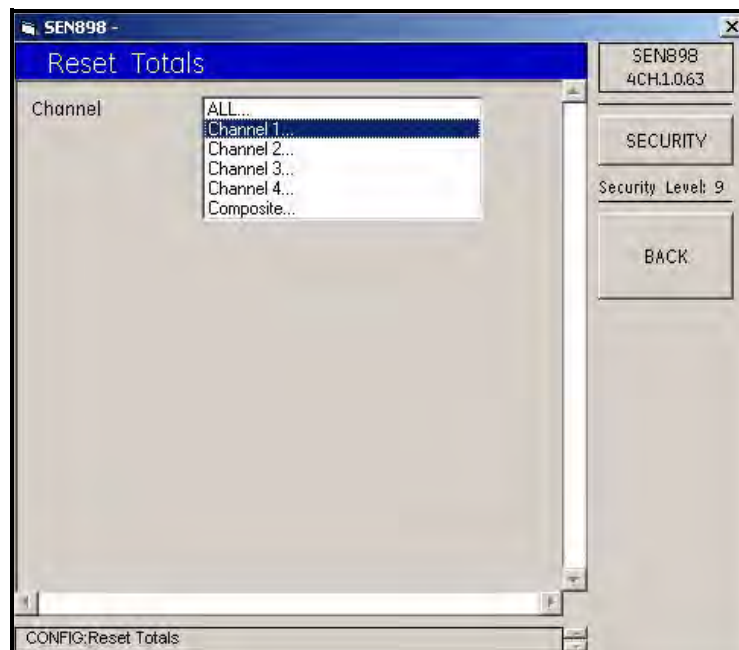 SEN898 -
Reset Totals
Channel
ALL...
Channel 1...
Channel 2...
Channel 3...
Channel 4...
Composite...
SEN898
4CH.1.0.63
SECURITY
Security Level: 9
BACK
CONFIG:Reset Totals